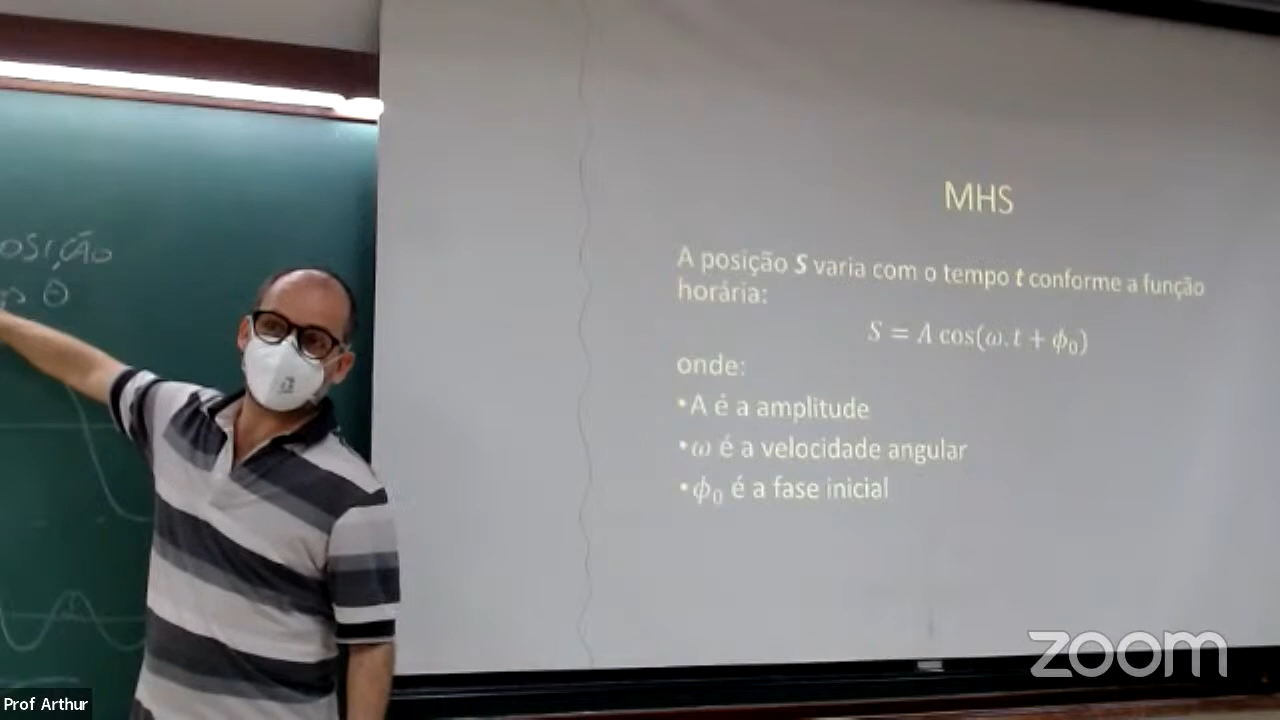 MHS
A posição S varia com o tempo t conforme a função
horária:
S = A cos(ω.t + ϕ₀)
onde:
•A é a amplitude
•ω é a velocidade angular
•ϕ₀ é a fase inicial
OSIÇÃO
θ
zoom
Prof Arthur